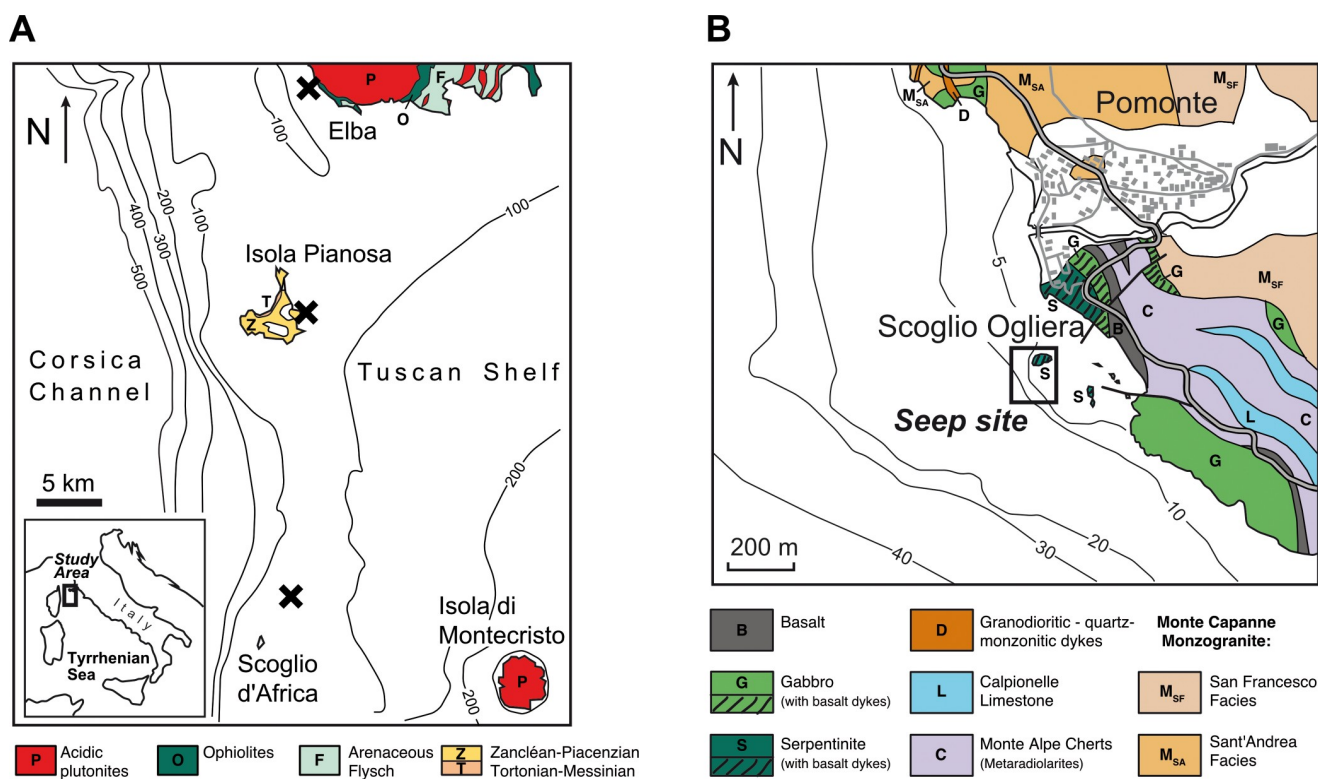 A
N
P
F
O
Elba
100
100
200
300
400
500
100
Isola Pianosa
T
Z
Corsica
Channel
Tuscan Shelf
5 km
200
Study
Area
Italy
Tyrrhenian
Sea
Scoglio
d'Africa
Isola di
Montecristo
P
200
P Acidic
plutonites
O Ophiolites
F Arenaceous
Flysch
Z Zancléan-Piacenzian
T Tortonian-Messinian
B
N
MSA
G
D
MSA
MSF
Pomonte
5
G
G
MSF
S
B
C
G
Scoglio Ogliera
S
S
Seep site
L
C
G
10
20
30
40
200 m
B Basalt
D Granodioritic - quartz-
monzonitic dykes
Monte Capanne
Monzogranite:
G Gabbro
(with basalt dykes)
L Calpionelle
Limestone
MSF San Francesco
Facies
S Serpentinite
(with basalt dykes)
C Monte Alpe Cherts
(Metaradiolarites)
MSA Sant'Andrea
Facies